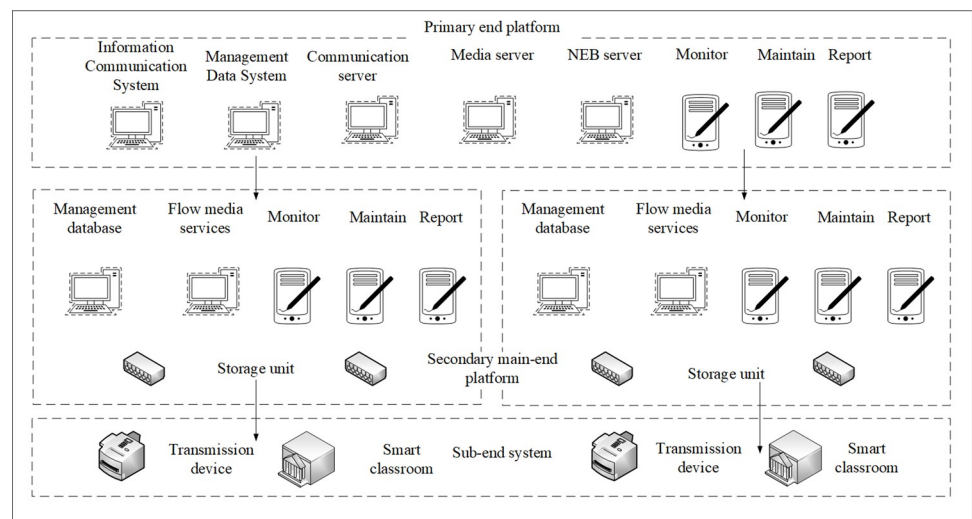 Primary end platform
Information
Communication
System
Management
Data System
Communication
server
Media server
NEB server
Monitor
Maintain
Report
Management
database
Flow media
services
Monitor
Maintain
Report
Management
database
Flow media
services
Monitor
Maintain
Report
Storage unit
Secondary main-end
platform
Storage unit
Transmission
device
Smart
classroom
Sub-end system
Transmission
device
Smart
classroom